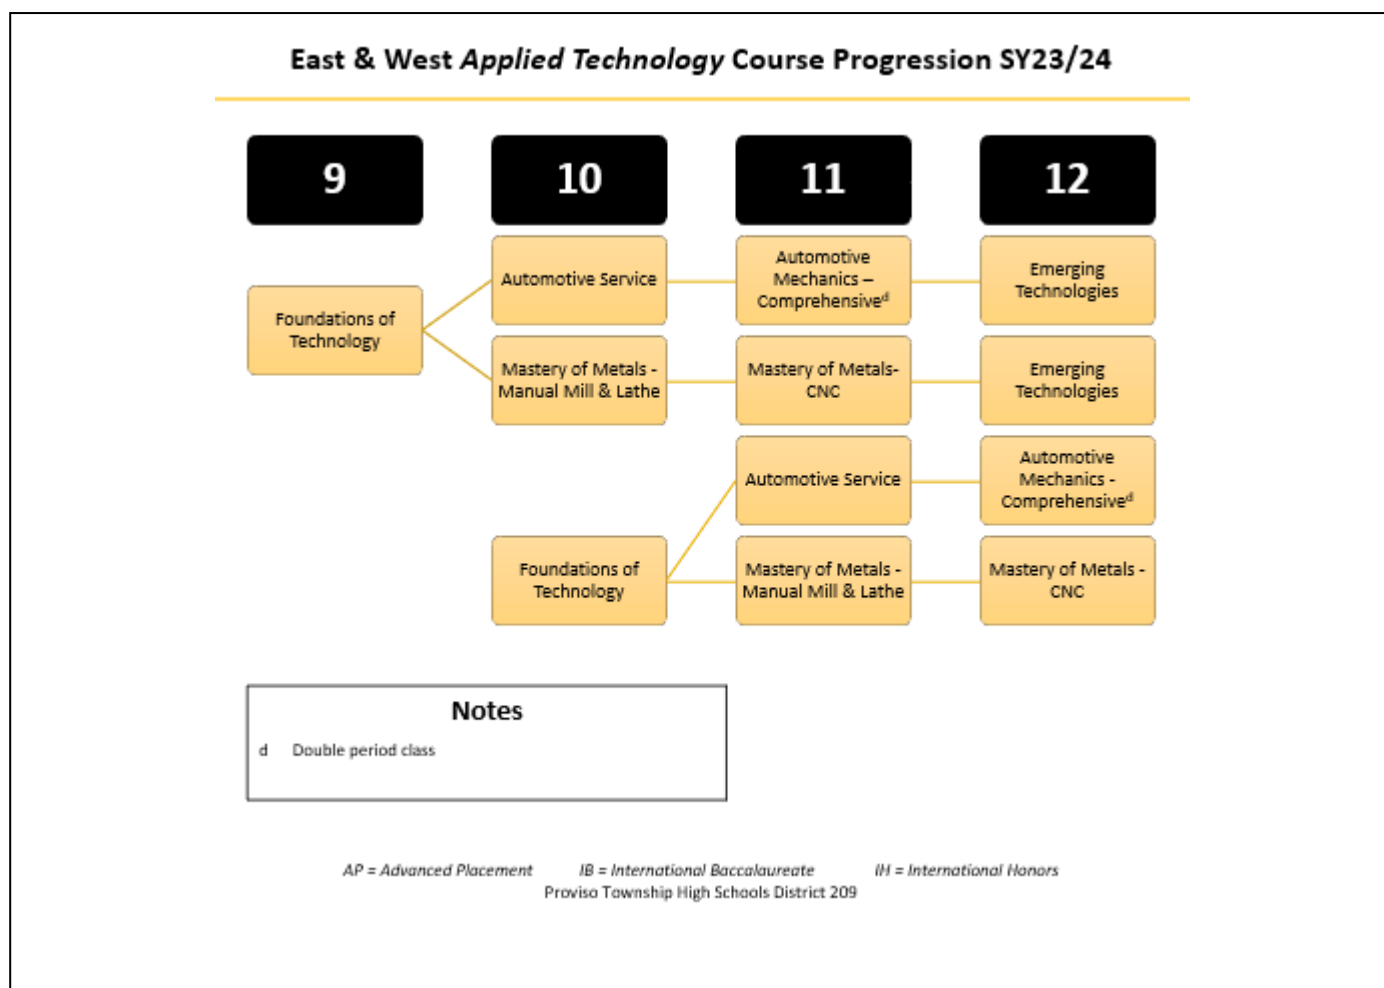 East & West Applied Technology Course Progression SY23/24
9
10
11
12
Foundations of
Technology
Automotive Service
Automotive
Mechanics –
Comprehensiveᵈ
Emerging
Technologies
Mastery of Metals -
Manual Mill & Lathe
Mastery of Metals-
CNC
Emerging
Technologies
Automotive Service
Automotive
Mechanics -
Comprehensiveᵈ
Foundations of
Technology
Mastery of Metals -
Manual Mill & Lathe
Mastery of Metals -
CNC
Notes
d Double period class
AP = Advanced Placement IB = International Baccalaureate IH = International Honors
Proviso Township High Schools District 209